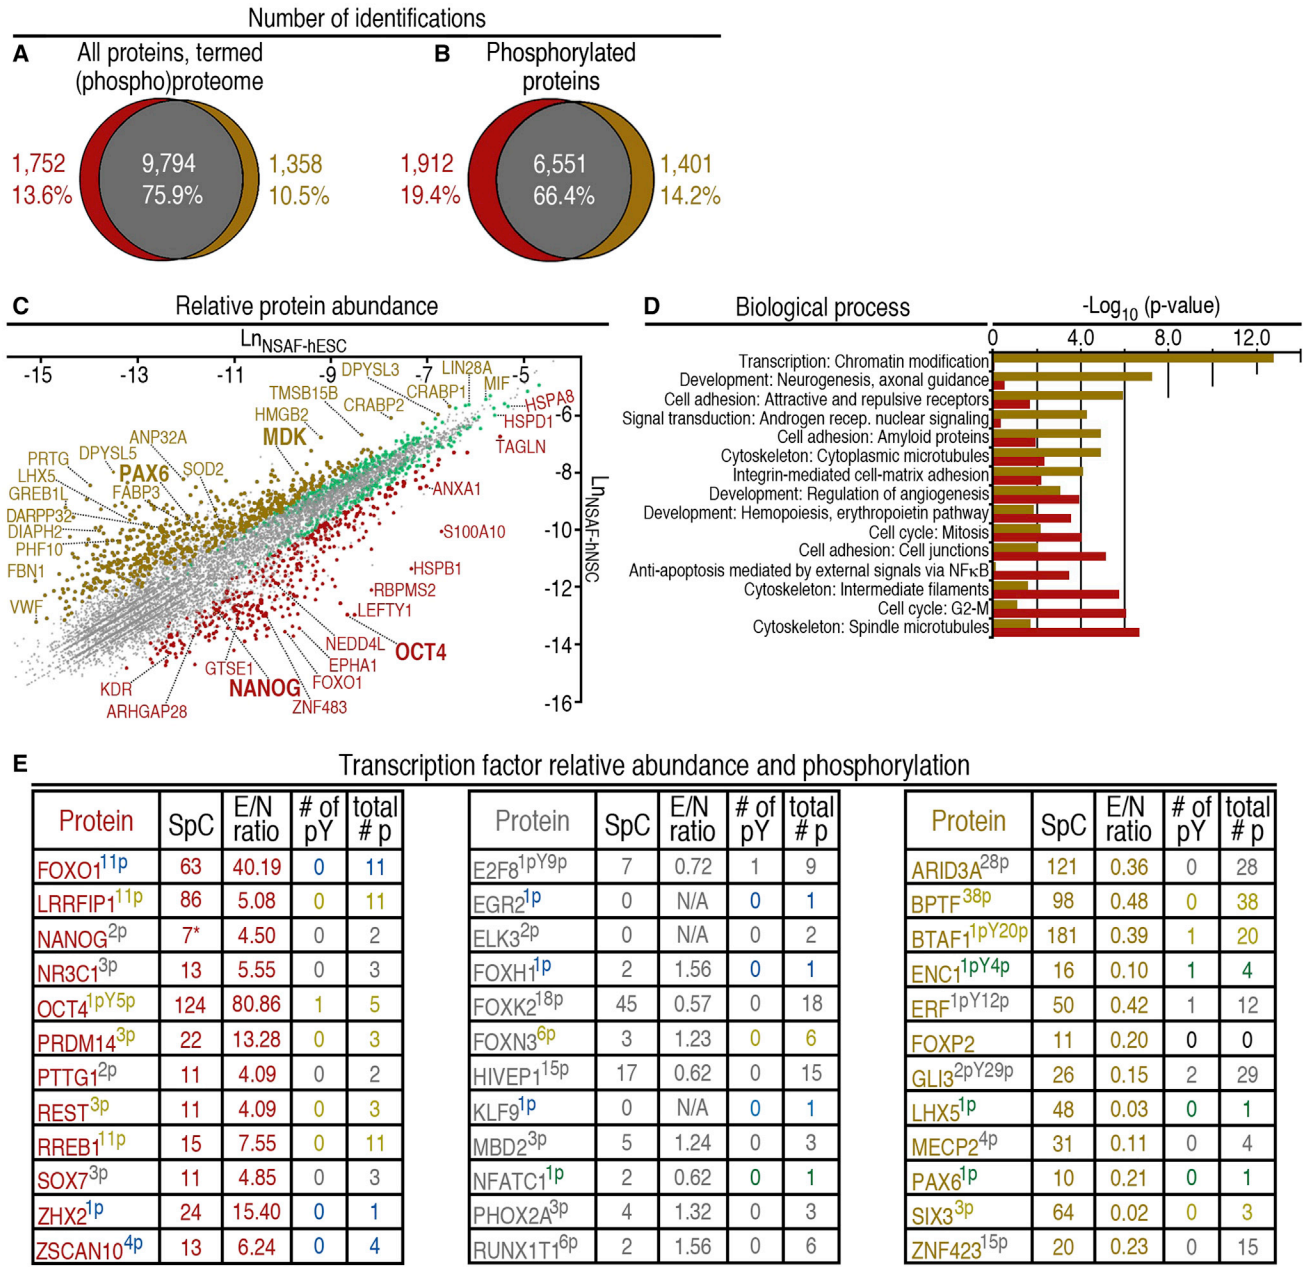 Number of identifications
A All proteins, termed
(phospho)proteome
1,752
13.6%
9,794
75.9%
1,358
10.5%
B Phosphorylated
proteins
1,912
19.4%
6,551
66.4%
1,401
14.2%
C Relative protein abundance
Ln NSAF-hESC
-15 -13 -11 -9 -7 -5
Ln NSAF-hNSC
-6
-8
-10
-12
-14
-16
DPYSL3
LIN28A
TMSB15B
CRABP1
MIF
CRABP2
HSPA8
HMGB2
HSPD1
MDK
TAGLN
ANP32A
DPYSL5
PRTG
PAX6
SOD2
LHX5
FABP3
GREB1L
ANXA1
DARPP32
DIAPH2
S100A10
PHF10
FBN1
HSPB1
RBPMS2
VWF
LEFTY1
NEDD4L
OCT4
GTSE1
EPHA1
KDR
NANOG
FOXO1
ARHGAP28
ZNF483
D Biological process -Log10 (p-value)
0 4.0 8.0 12.0
Transcription: Chromatin modification
Development: Neurogenesis, axonal guidance
Cell adhesion: Attractive and repulsive receptors
Signal transduction: Androgen recep. nuclear signaling
Cell adhesion: Amyloid proteins
Cytoskeleton: Cytoplasmic microtubules
Integrin-mediated cell-matrix adhesion
Development: Regulation of angiogenesis
Development: Hemopoiesis, erythropoietin pathway
Cell cycle: Mitosis
Cell adhesion: Cell junctions
Anti-apoptosis mediated by external signals via NFκB
Cytoskeleton: Intermediate filaments
Cell cycle: G2-M
Cytoskeleton: Spindle microtubules
E Transcription factor relative abundance and phosphorylation
Protein SpC E/N ratio # of pY total # p
FOXO1 11p 63 40.19 0 11
LRRFIP1 11p 86 5.08 0 11
NANOG 2p 7* 4.50 0 2
NR3C1 3p 13 5.55 0 3
OCT4 1pY5p 124 80.86 1 5
PRDM14 3p 22 13.28 0 3
PTTG1 2p 11 4.09 0 2
REST 3p 11 4.09 0 3
RREB1 11p 15 7.55 0 11
SOX7 3p 11 4.85 0 3
ZHX2 1p 24 15.40 0 1
ZSCAN10 4p 13 6.24 0 4
Protein SpC E/N ratio # of pY total # p
E2F8 1pY9p 7 0.72 1 9
EGR2 1p 0 N/A 0 1
ELK3 2p 0 N/A 0 2
FOXH1 1p 2 1.56 0 1
FOXK2 18p 45 0.57 0 18
FOXN3 6p 3 1.23 0 6
HIVEP1 15p 17 0.62 0 15
KLF9 1p 0 N/A 0 1
MBD2 3p 5 1.24 0 3
NFATC1 1p 2 0.62 0 1
PHOX2A 3p 4 1.32 0 3
RUNX1T1 6p 2 1.56 0 6
Protein SpC E/N ratio # of pY total # p
ARID3A 28p 121 0.36 0 28
BPTF 38p 98 0.48 0 38
BTAF1 1pY20p 181 0.39 1 20
ENC1 1pY4p 16 0.10 1 4
ERF 1pY12p 50 0.42 1 12
FOXP2 11 0.20 0 0
GLI3 2pY29p 26 0.15 2 29
LHX5 1p 48 0.03 0 1
MECP2 4p 31 0.11 0 4
PAX6 1p 10 0.21 0 1
SIX3 3p 64 0.02 0 3
ZNF423 15p 20 0.23 0 15